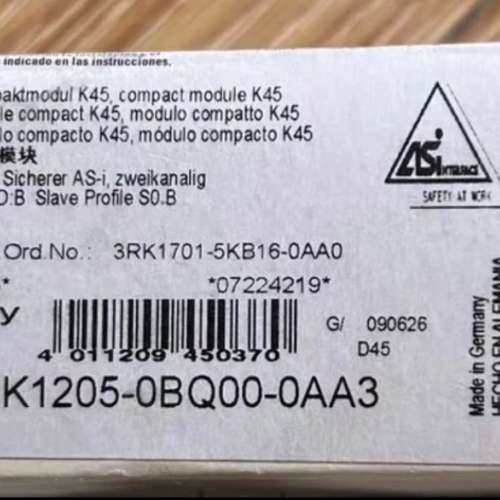 indicado en las instrucciones.
paktmodul K45, compact module K45
le compact K45, modulo compatto K45
lo compacto K45, módulo compacto K45
模块
Sicherer AS-i, zweikanalig
D:B Slave Profile S0.B
Ord.No.: 3RK1701-5KB16-0AA0
*07224219*
Y
G/ 090626
D45
4 011209 450370
K1205-0BQ00-0AA3
ASi INTERFACE
SAFETY AT WORK
Made in Germany
HECHO EN ALEMANIA